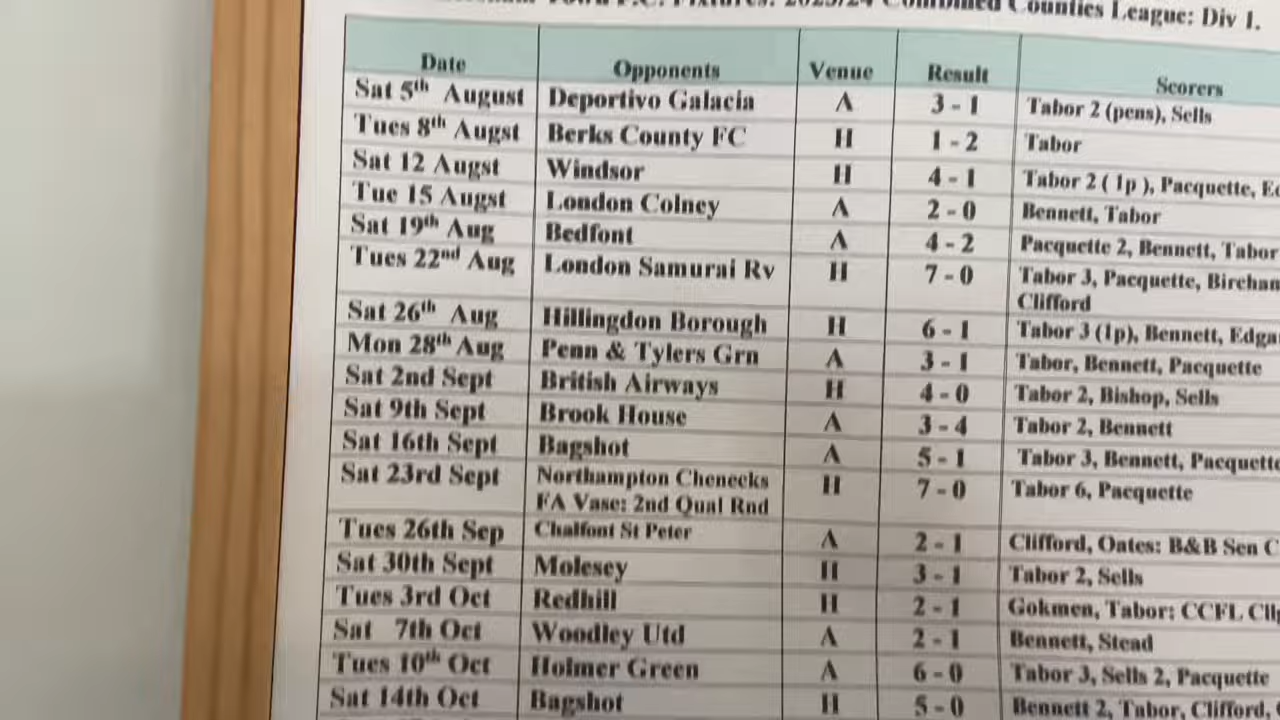 Town F.C. Fixtures: 2023/24 Combined Counties League: Div 1.
Date Opponents Venue Result Scorers
Sat 5th August Deportivo Galacia A 3 - 1 Tabor 2 (pens), Sells
Tues 8th Augst Berks County FC H 1 - 2 Tabor
Sat 12 Augst Windsor H 4 - 1 Tabor 2 ( 1p ), Pacquette,
Tue 15 Augst London Colney A 2 - 0 Bennett, Tabor
Sat 19th Aug Bedfont A 4 - 2 Pacquette 2, Bennett, Tabor
Tues 22nd Aug London Samurai Rv H 7 - 0 Tabor 3, Pacquette,
Clifford
Sat 26th Aug Hillingdon Borough H 6 - 1 Tabor 3 (1p), Bennett,
Mon 28th Aug Penn & Tylers Grn A 3 - 1 Tabor, Bennett, Pacquette
Sat 2nd Sept British Airways H 4 - 0 Tabor 2, Bishop, Sells
Sat 9th Sept Brook House A 3 - 4 Tabor 2, Bennett
Sat 16th Sept Bagshot A 5 - 1 Tabor 3, Bennett, Pacquette
Sat 23rd Sept Northampton Chenecks H 7 - 0 Tabor 6, Pacquette
FA Vase: 2nd Qual Rnd
Tues 26th Sep Chalfont St Peter A 2 - 1 Clifford, Oates: B&B Sen C
Sat 30th Sept Molesey H 3 - 1 Tabor 2, Sells
Tues 3rd Oct Redhill H 2 - 1 Gokmen, Tabor: CCFL
Sat 7th Oct Woodley Utd A 2 - 1 Bennett, Stead
Tues 10th Oct Holmer Green A 6 - 0 Tabor 3, Sells 2, Pacquette
Sat 14th Oct Bagshot H 5 - 0 Bennett 2, Tabor, Clifford,